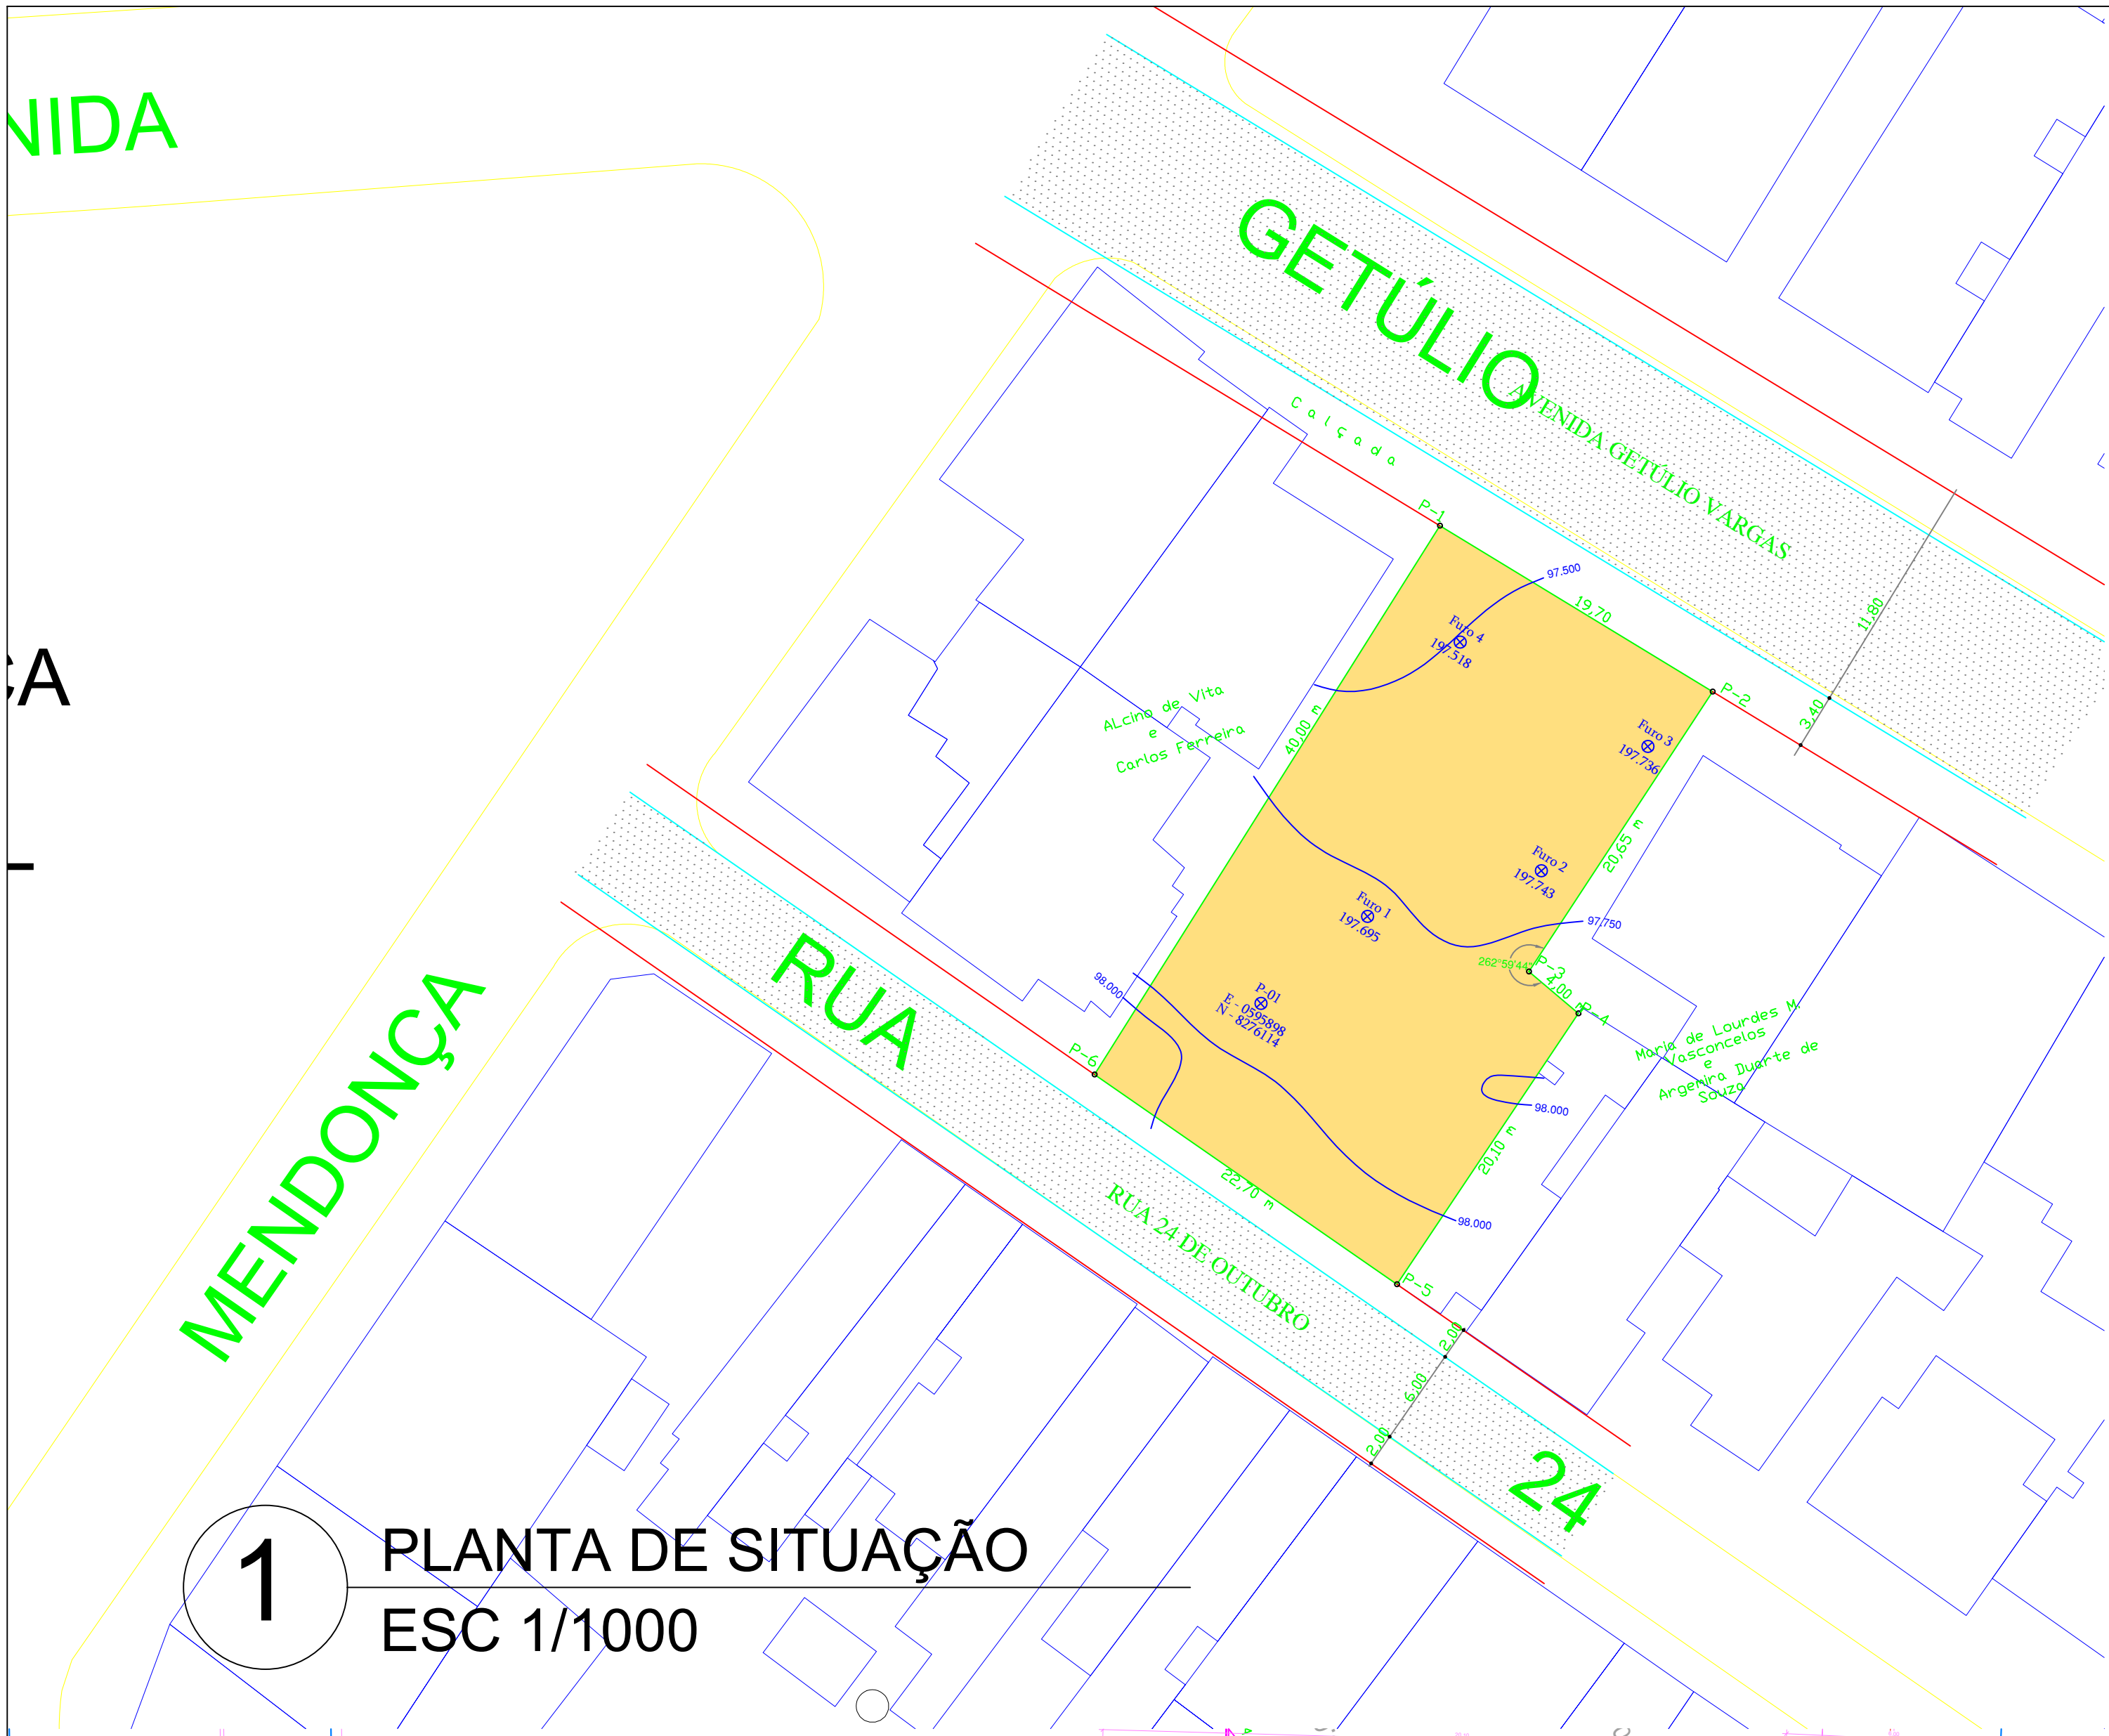 NIDA
GETÚLIO
AVENIDA GETÚLIO VARGAS
Calçada
P-1
97.500
19,70
Furo 4
197.518
11,80
P-2
3,40
Furo 3
197.736
ALcino de Vita
e
Carlos Ferreira
40,00 m
20,65 m
Furo 2
197.743
Furo 1
197.695
97.750
262°59'44"
P-3
4,00 m
P-4
98.000
P-01
E - 0595898
N - 8276114
Maria de Lourdes M.
Vasconcelos
e
Argemira Duarte de
Souza
P-6
98.000
20,10 m
22,70 m
98.000
P-5
RUA
RUA 24 DE OUTUBRO
MENDONÇA
2,00
6,00
2,00
24
1
PLANTA DE SITUAÇÃO
ESC 1/1000